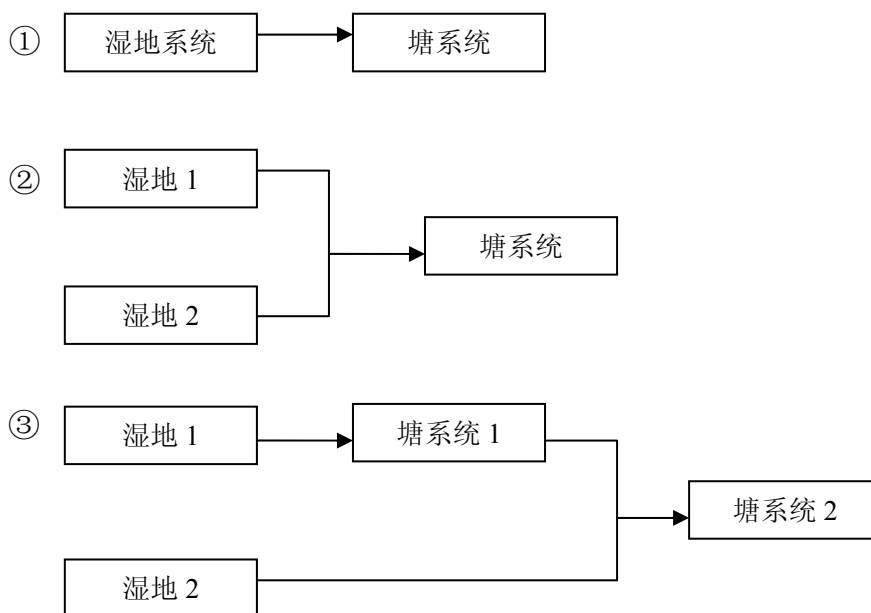 ① 湿地系统 塘系统
② 湿地 1
塘系统
湿地 2
③ 湿地 1 塘系统 1
塘系统 2
湿地 2